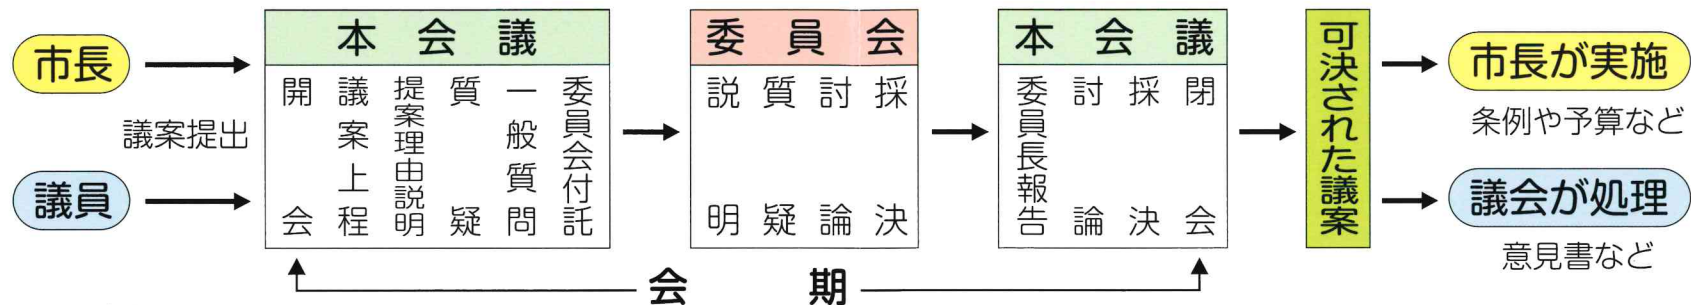 市長
議案提出
議員
本会議
開会
議案上程
提案理由説明
質疑
一般質問
委員会付託
委員会
説明
質疑
討論
採決
本会議
委員長報告
討論
採決
閉会
可決された議案
市長が実施
条例や予算など
議会が処理
意見書など
会期